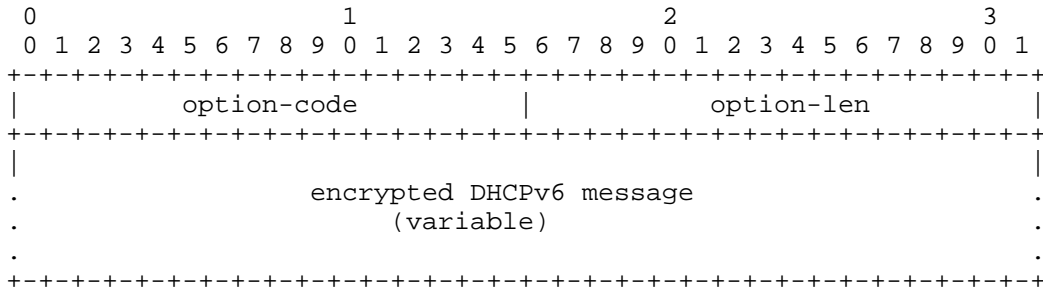 0                   1                   2                   3
 0 1 2 3 4 5 6 7 8 9 0 1 2 3 4 5 6 7 8 9 0 1 2 3 4 5 6 7 8 9 0 1
+-+-+-+-+-+-+-+-+-+-+-+-+-+-+-+-+-+-+-+-+-+-+-+-+-+-+-+-+-+-+-+-+
|          option-code          |           option-len          |
+-+-+-+-+-+-+-+-+-+-+-+-+-+-+-+-+-+-+-+-+-+-+-+-+-+-+-+-+-+-+-+-+
|                                                               |
.                  encrypted DHCPv6 message                     .
.                       (variable)                              .
.                                                               .
+-+-+-+-+-+-+-+-+-+-+-+-+-+-+-+-+-+-+-+-+-+-+-+-+-+-+-+-+-+-+-+-+